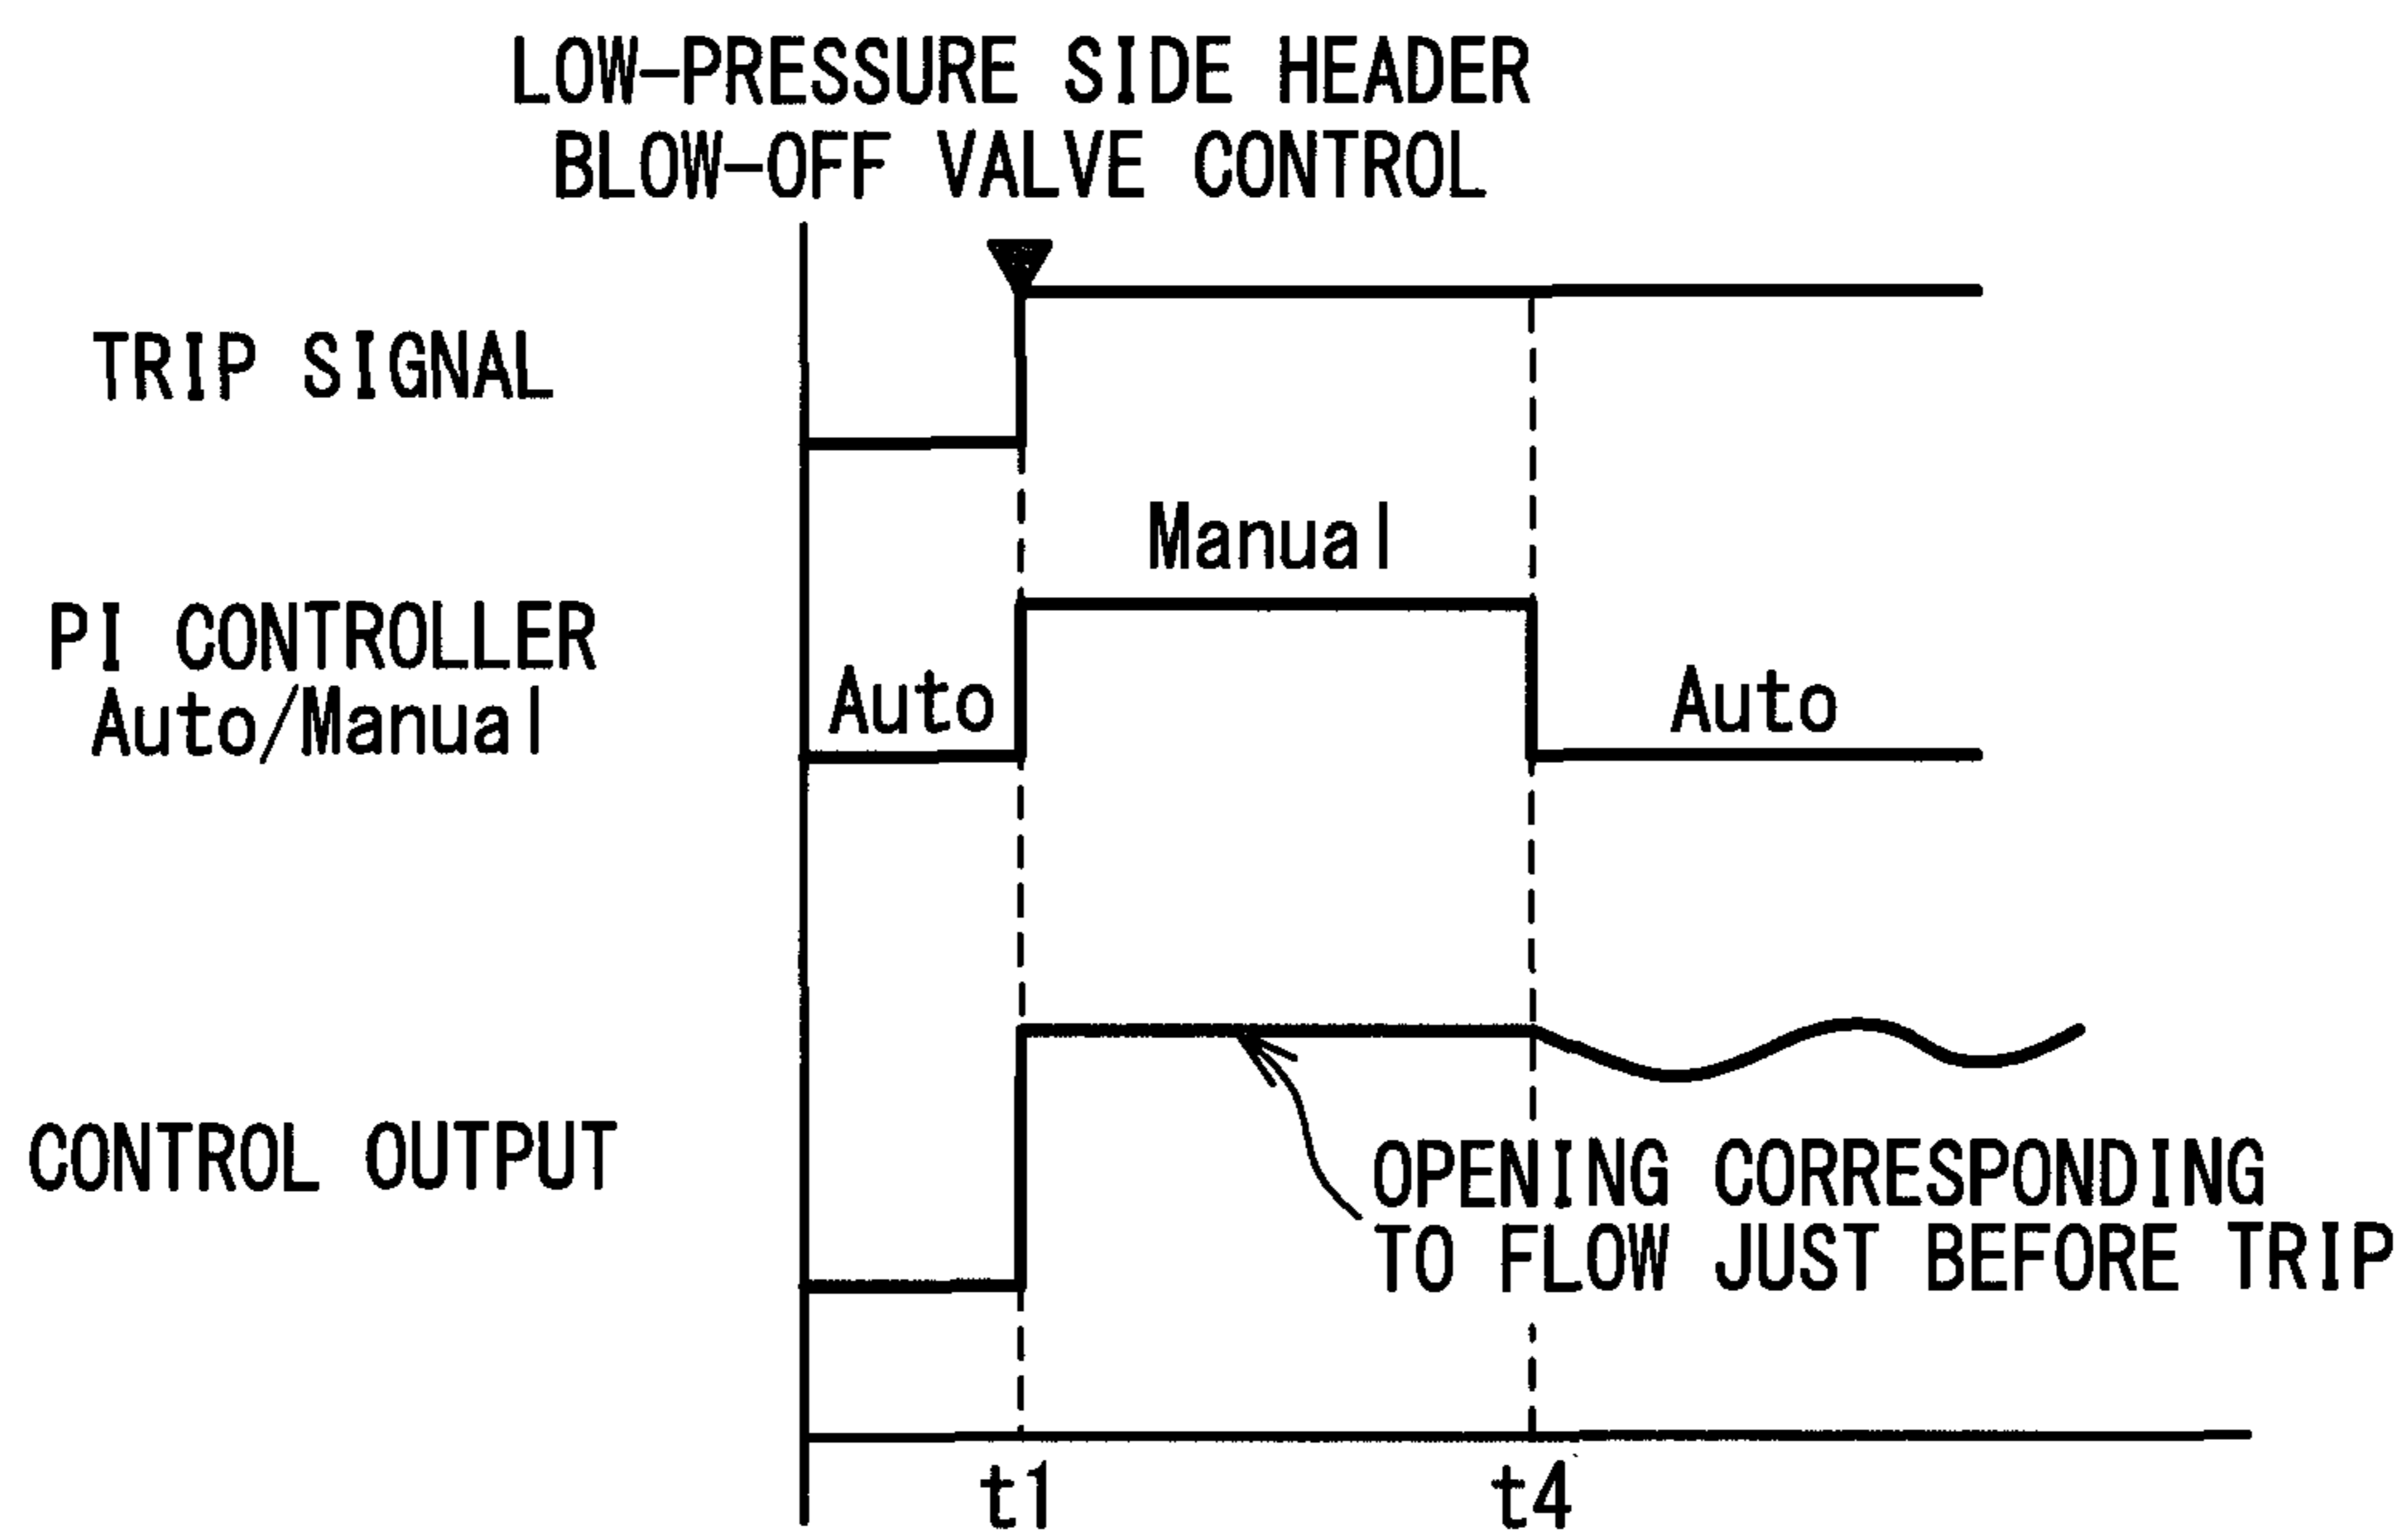 LOW-PRESSURE SIDE HEADER
BLOW-OFF VALVE CONTROL
TRIP SIGNAL
Manual
PI CONTROLLER
Auto/Manual
Auto
Auto
CONTROL OUTPUT
OPENING CORRESPONDING
TO FLOW JUST BEFORE TRIP
t1
t4